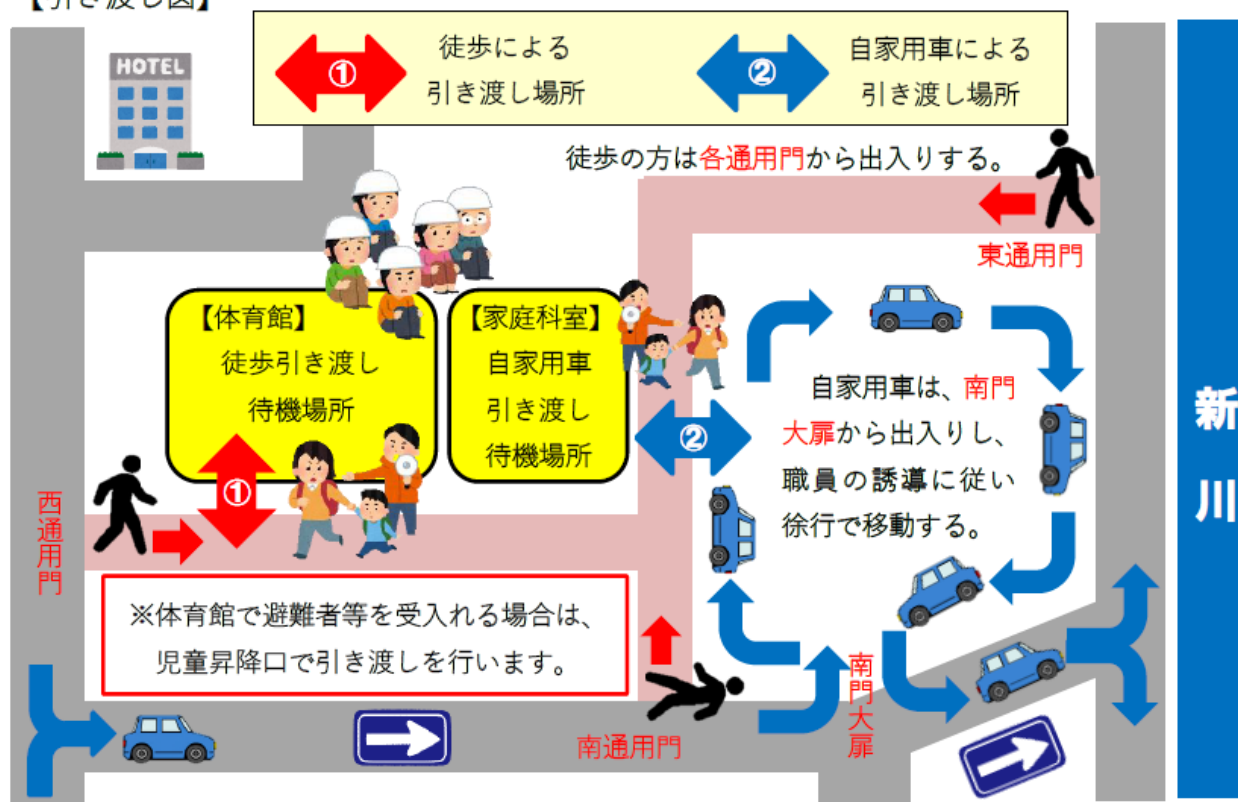 【引き渡し図】
HOTEL
①
徒歩による
引き渡し場所
②
自家用車による
引き渡し場所
徒歩の方は各通用門から出入りする。
東通用門
【体育館】
徒歩引き渡し
待機場所
【家庭科室】
自家用車
引き渡し
待機場所
①
②
自家用車は、南門
大扉から出入りし、
職員の誘導に従い
徐行で移動する。
新川
西通用門
※体育館で避難者等を受入れる場合は、
児童昇降口で引き渡しを行います。
南通用門
南門大扉